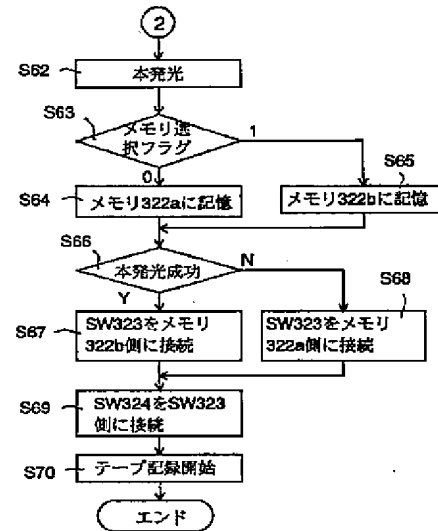 2
S62
本発光
S63
メモリ選
択フラグ
1
0
S64
メモリ322aに記憶
S65
メモリ322bに記憶
S66
本発光成功
N
Y
S67
SW323をメモリ
322b側に接続
S68
SW323をメモリ
322a側に接続
S69
SW324をSW323
側に接続
S70
テープ記録開始
エンド